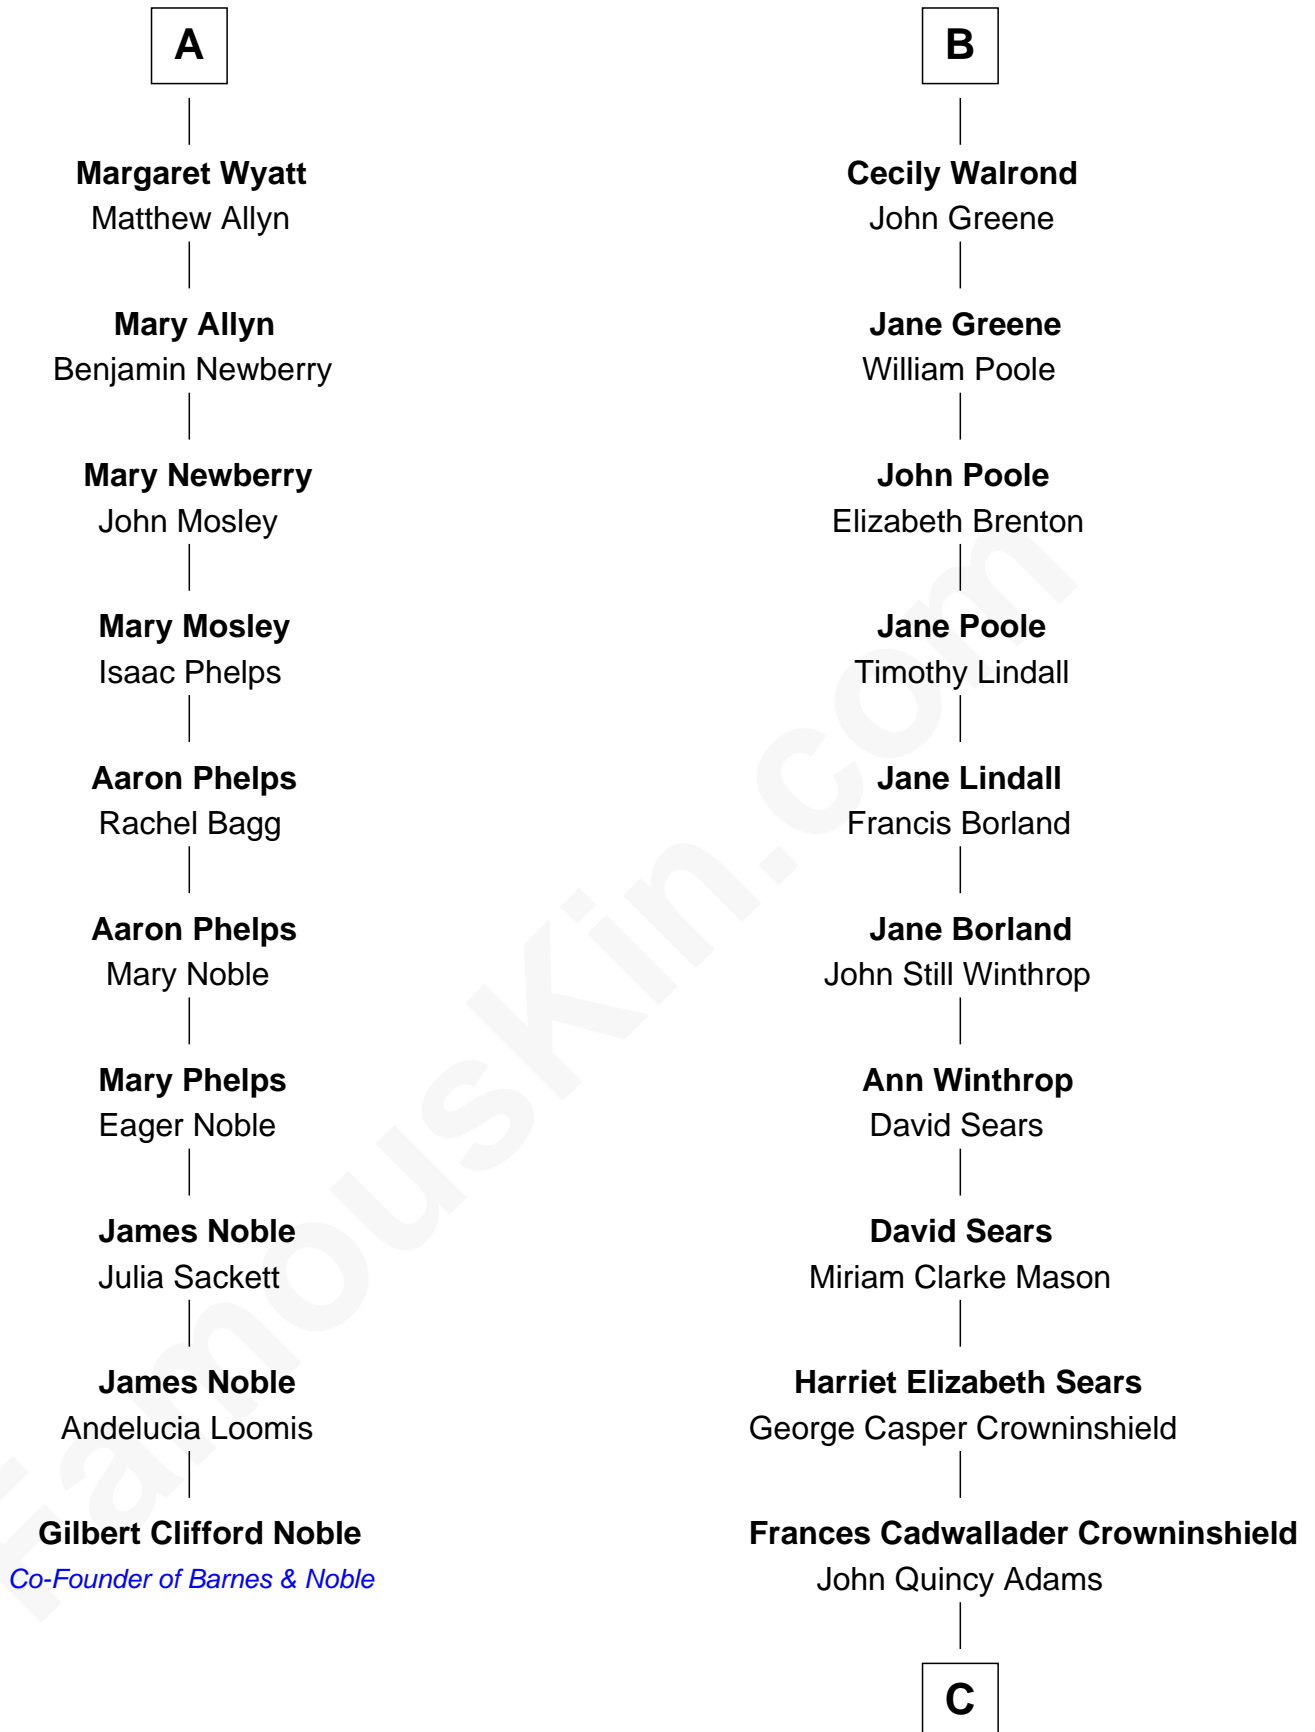 A
Margaret Wyatt
Matthew Allyn
Mary Allyn
Benjamin Newberry
Mary Newberry
John Mosley
Mary Mosley
Isaac Phelps
Aaron Phelps
Rachel Bagg
Aaron Phelps
Mary Noble
Mary Phelps
Eager Noble
James Noble
Julia Sackett
James Noble
Andelucia Loomis
Gilbert Clifford Noble
Co-Founder of Barnes & Noble
B
Cecily Walrond
John Greene
Jane Greene
William Poole
John Poole
Elizabeth Brenton
Jane Poole
Timothy Lindall
Jane Lindall
Francis Borland
Jane Borland
John Still Winthrop
Ann Winthrop
David Sears
David Sears
Miriam Clarke Mason
Harriet Elizabeth Sears
George Casper Crowninshield
Frances Cadwallader Crowninshield
John Quincy Adams
C
FamousKin.com